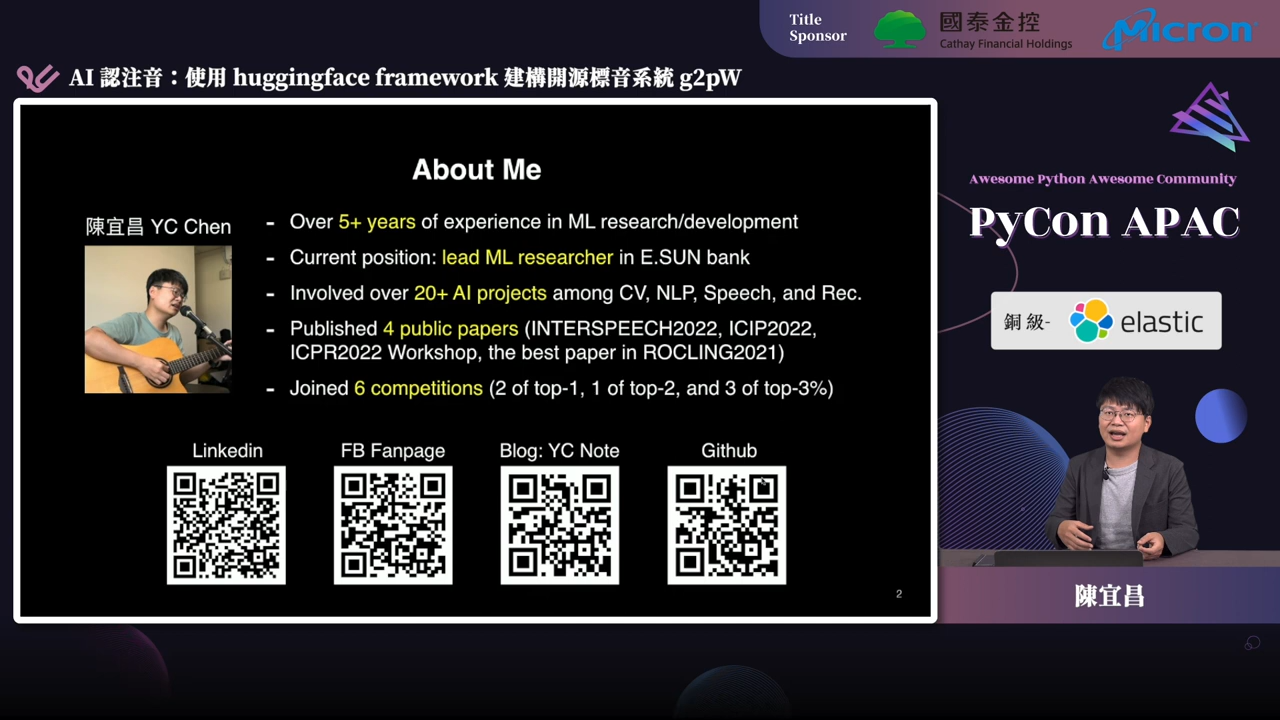 Title
Sponsor
國泰金控
Cathay Financial Holdings
Micron
AI 認注音：使用 huggingface framework 建構開源標音系統 g2pW
About Me
陳宜昌 YC Chen
- Over 5+ years of experience in ML research/development
- Current position: lead ML researcher in E.SUN bank
- Involved over 20+ AI projects among CV, NLP, Speech, and Rec.
- Published 4 public papers (INTERSPEECH2022, ICIP2022,
ICPR2022 Workshop, the best paper in ROCLING2021)
- Joined 6 competitions (2 of top-1, 1 of top-2, and 3 of top-3%)
Linkedin
FB Fanpage
Blog: YC Note
Github
2
Awesome Python Awesome Community
PyCon APAC
銅級-
elastic
陳宜昌